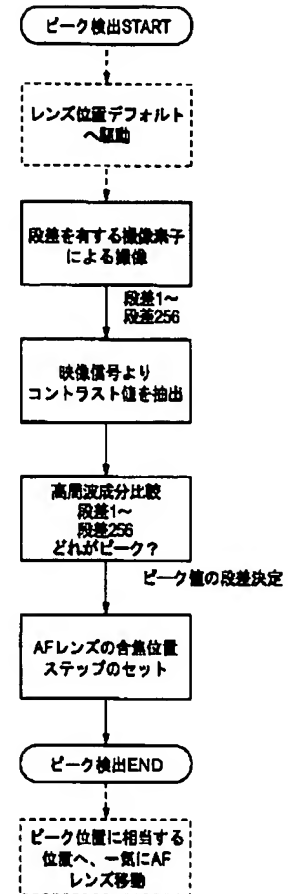 ピーク検出START
レンズ位置デフォルト
へ駆動
段差を有する撮像素子
による撮像
段差1～
段差256
映像信号より
コントラスト値を抽出
高周波成分比較
段差1～
段差256
どれがピーク？
ピーク値の段差決定
AFレンズの合焦位置
ステップのセット
ピーク検出END
ピーク位置に相当する
位置へ、一気にAF
レンズ移動